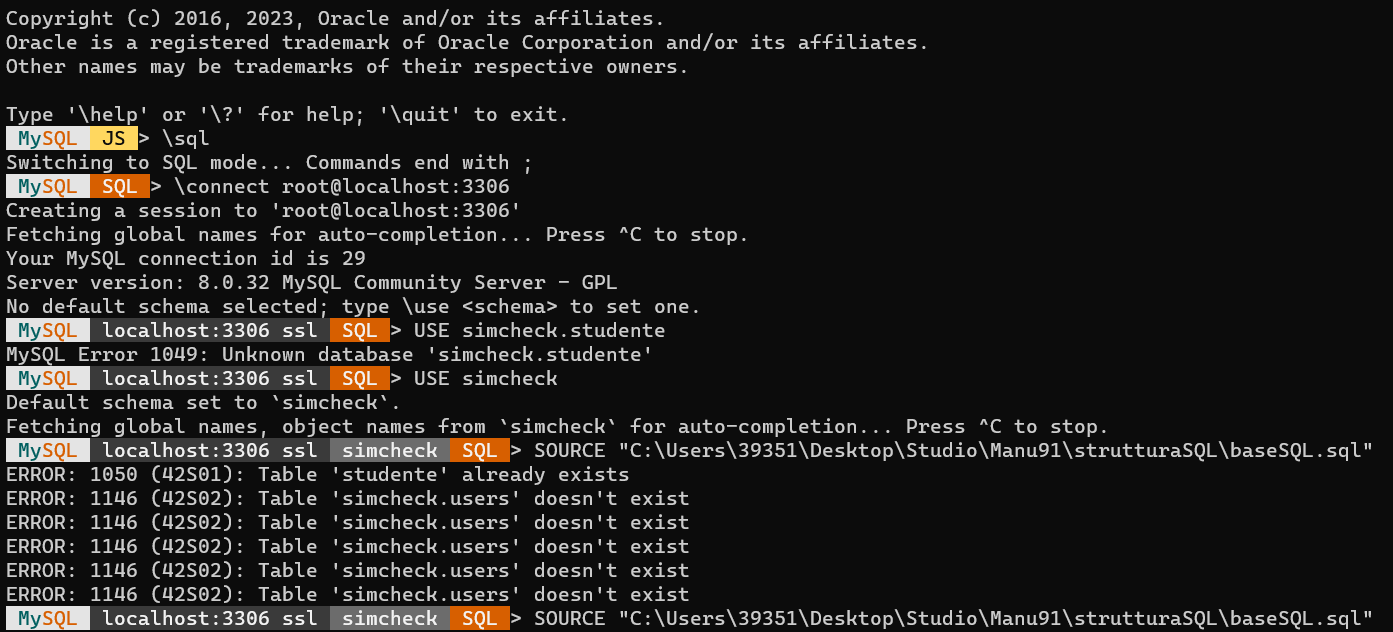 Copyright (c) 2016, 2023, Oracle and/or its affiliates.
Oracle is a registered trademark of Oracle Corporation and/or its affiliates.
Other names may be trademarks of their respective owners.
Type '\help' or '\?' for help; '\quit' to exit.
MySQL JS > \sql
Switching to SQL mode... Commands end with ;
MySQL SQL > \connect root@localhost:3306
Creating a session to 'root@localhost:3306'
Fetching global names for auto-completion... Press ^C to stop.
Your MySQL connection id is 29
Server version: 8.0.32 MySQL Community Server - GPL
No default schema selected; type \use <schema> to set one.
MySQL localhost:3306 ssl SQL > USE simcheck.studente
MySQL Error 1049: Unknown database 'simcheck.studente'
MySQL localhost:3306 ssl SQL > USE simcheck
Default schema set to `simcheck`.
Fetching global names, object names from `simcheck` for auto-completion... Press ^C to stop.
MySQL localhost:3306 ssl simcheck SQL > SOURCE "C:\Users\39351\Desktop\Studio\Manu91\strutturaSQL\baseSQL.sql"
ERROR: 1050 (42S01): Table 'studente' already exists
ERROR: 1146 (42S02): Table 'simcheck.users' doesn't exist
ERROR: 1146 (42S02): Table 'simcheck.users' doesn't exist
ERROR: 1146 (42S02): Table 'simcheck.users' doesn't exist
ERROR: 1146 (42S02): Table 'simcheck.users' doesn't exist
ERROR: 1146 (42S02): Table 'simcheck.users' doesn't exist
MySQL localhost:3306 ssl simcheck SQL > SOURCE "C:\Users\39351\Desktop\Studio\Manu91\strutturaSQL\baseSQL.sql"